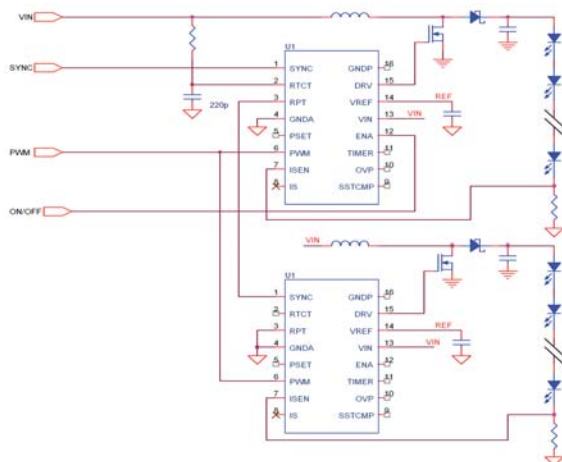 VIN
SYNC
220p
PWM
ON/OFF
U1
1 SYNC GNDP 16
2 RTCT DRV 15
3 RPT VREF 14 REF
4 GNDA VIN 13 VIN
5 PSET ENA 12
6 PWM TIMER 11
7 ISEN OVP 10
8 IS SSTCMP 9
VIN
U1
1 SYNC GNDP 16
2 RTCT DRV 15
3 RPT VREF 14 REF
4 GNDA VIN 13 VIN
5 PSET ENA 12
6 PWM TIMER 11
7 ISEN OVP 10
8 IS SSTCMP 9